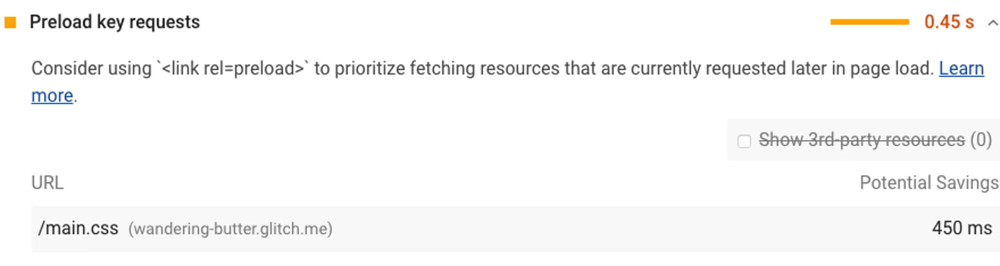 Preload key requests 0.45 s
Consider using `<link rel=preload>` to prioritize fetching resources that are currently requested later in page load. Learn
more.
Show 3rd-party resources (0)
URL Potential Savings
/main.css (wandering-butter.glitch.me) 450 ms